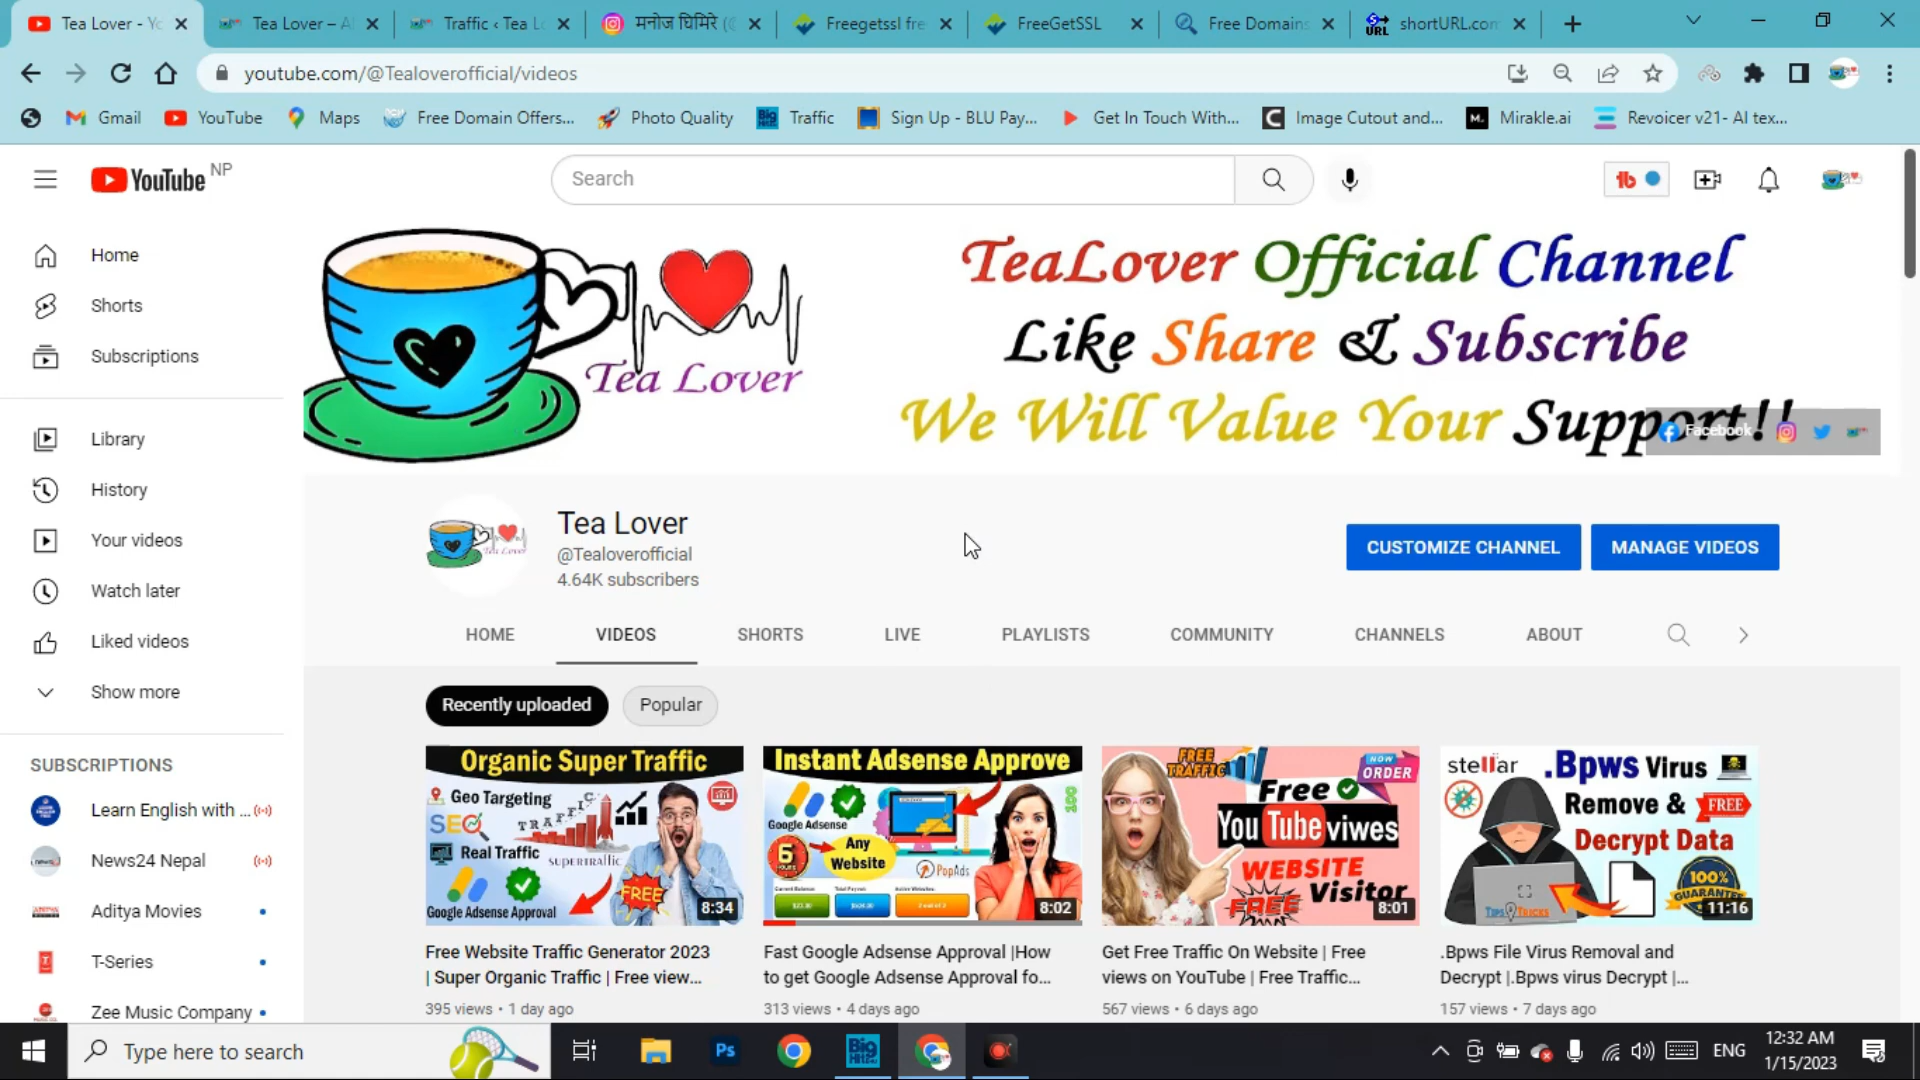 Tea Lover - Yo
Tea Lover – A
Traffic ‹ Tea Lo
मनोज घिमिरे (@
Freegetssl fre
FreeGetSSL
Free Domains
shortURL.com
youtube.com/@Tealoverofficial/videos
Gmail
YouTube
Maps
Free Domain Offers...
Photo Quality
Traffic
Sign Up - BLU Pay...
Get In Touch With...
Image Cutout and...
Mirakle.ai
Revoicer v21- AI tex...
YouTube NP
Search
Home
Shorts
Subscriptions
Library
History
Your videos
Watch later
Liked videos
Show more
SUBSCRIPTIONS
Learn English with ...
News24 Nepal
Aditya Movies
T-Series
Zee Music Company
Tea Lover
TeaLover Official Channel
Like Share & Subscribe
We Will Value Your Support!!
Facebook
Tea Lover
@Tealoverofficial
4.64K subscribers
CUSTOMIZE CHANNEL
MANAGE VIDEOS
HOME
VIDEOS
SHORTS
LIVE
PLAYLISTS
COMMUNITY
CHANNELS
ABOUT
Recently uploaded
Popular
Organic Super Traffic
Geo Targeting
SEO
TRAFFIC
Real Traffic
SUPERTRAFFIC
FREE
Google Adsense Approval
8:34
Free Website Traffic Generator 2023
| Super Organic Traffic | Free view...
395 views • 1 day ago
Instant Adsense Approve
100
Google Adsense
6
Any
Website
PopAds
8:02
Fast Google Adsense Approval |How
to get Google Adsense Approval fo...
313 views • 4 days ago
FREE
TRAFFIC
NOW
ORDER
Free
YouTube viwes
WEBSITE
FREE Visitor
8:01
Get Free Traffic On Website | Free
views on YouTube | Free Traffic...
567 views • 6 days ago
stellar
.Bpws Virus
Remove & FREE
Decrypt Data
100%
GUARANTEE
TIPS TRICKS
11:16
.Bpws File Virus Removal and
Decrypt |.Bpws virus Decrypt |...
157 views • 7 days ago
Type here to search
Ps
Big
ENG
12:32 AM
1/15/2023